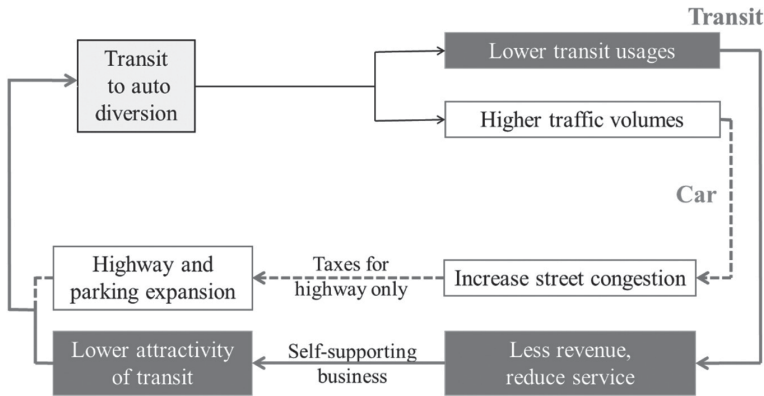 Transit
Transit
to auto
diversion
Lower transit usages
Higher traffic volumes
Car
Highway and
parking expansion
Taxes for
highway only
Increase street congestion
Lower attractivity
of transit
Self-supporting
business
Less revenue,
reduce service